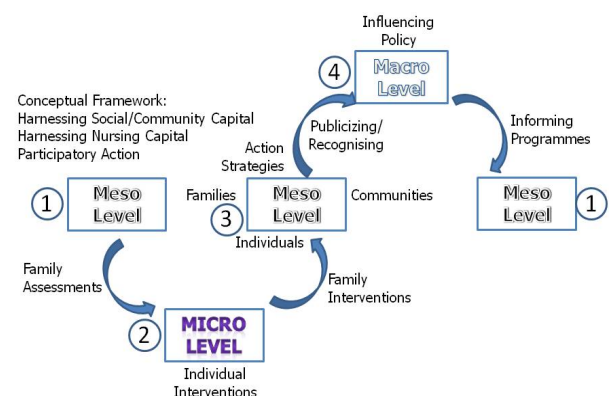 Influencing
Policy
4
Macro
Level
Conceptual Framework:
Harnessing Social/Community Capital
Harnessing Nursing Capital
Participatory Action
Publicizing/
Recognising
Informing
Programmes
Action
Strategies
1
Meso
Level
Families
Meso
Level
Communities
3
Individuals
Meso
Level
1
Family
Assessments
Family
Interventions
2
MICRO
LEVEL
Individual
Interventions